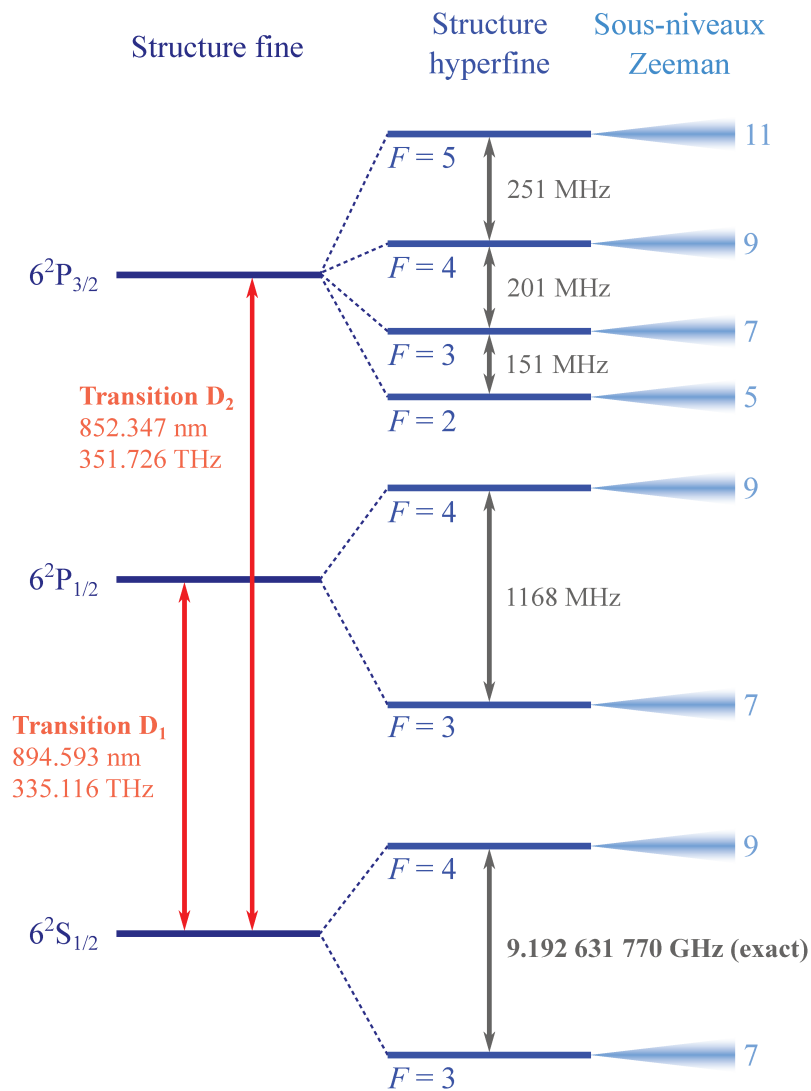 Structure fine
Structure
hyperfine
Sous-niveaux
Zeeman
F = 5
11
251 MHz
F = 4
9
6²P₃/₂
201 MHz
F = 3
7
151 MHz
F = 2
5
Transition D₂
852.347 nm
351.726 THz
F = 4
9
6²P₁/₂
1168 MHz
F = 3
7
Transition D₁
894.593 nm
335.116 THz
F = 4
9
6²S₁/₂
9.192 631 770 GHz (exact)
F = 3
7